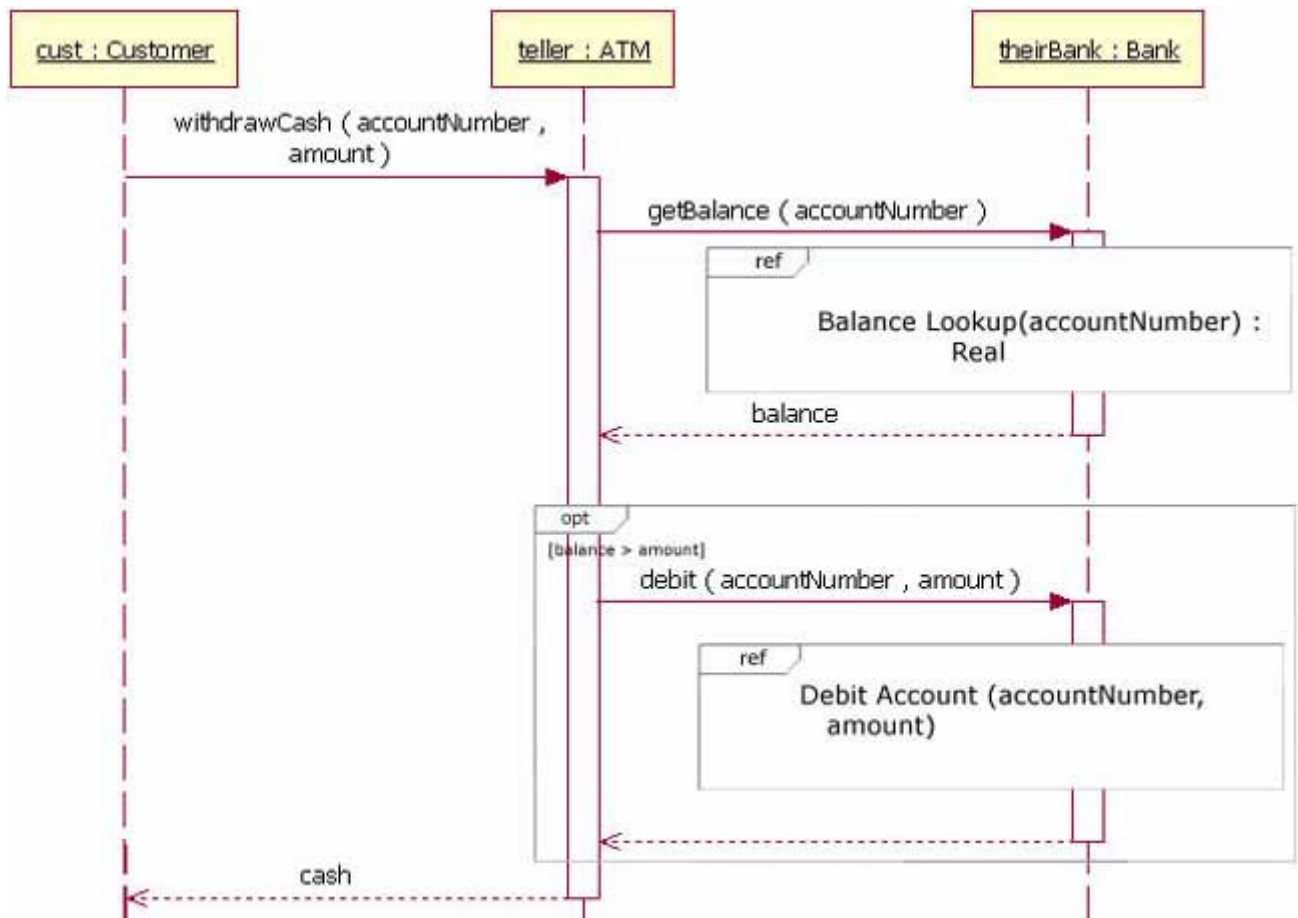 cust : Customer
teller : ATM
theirBank : Bank
withdrawCash ( accountNumber ,
amount )
getBalance ( accountNumber )
ref
Balance Lookup(accountNumber) :
Real
balance
opt
[balance > amount]
debit ( accountNumber , amount )
ref
Debit Account (accountNumber,
amount)
cash